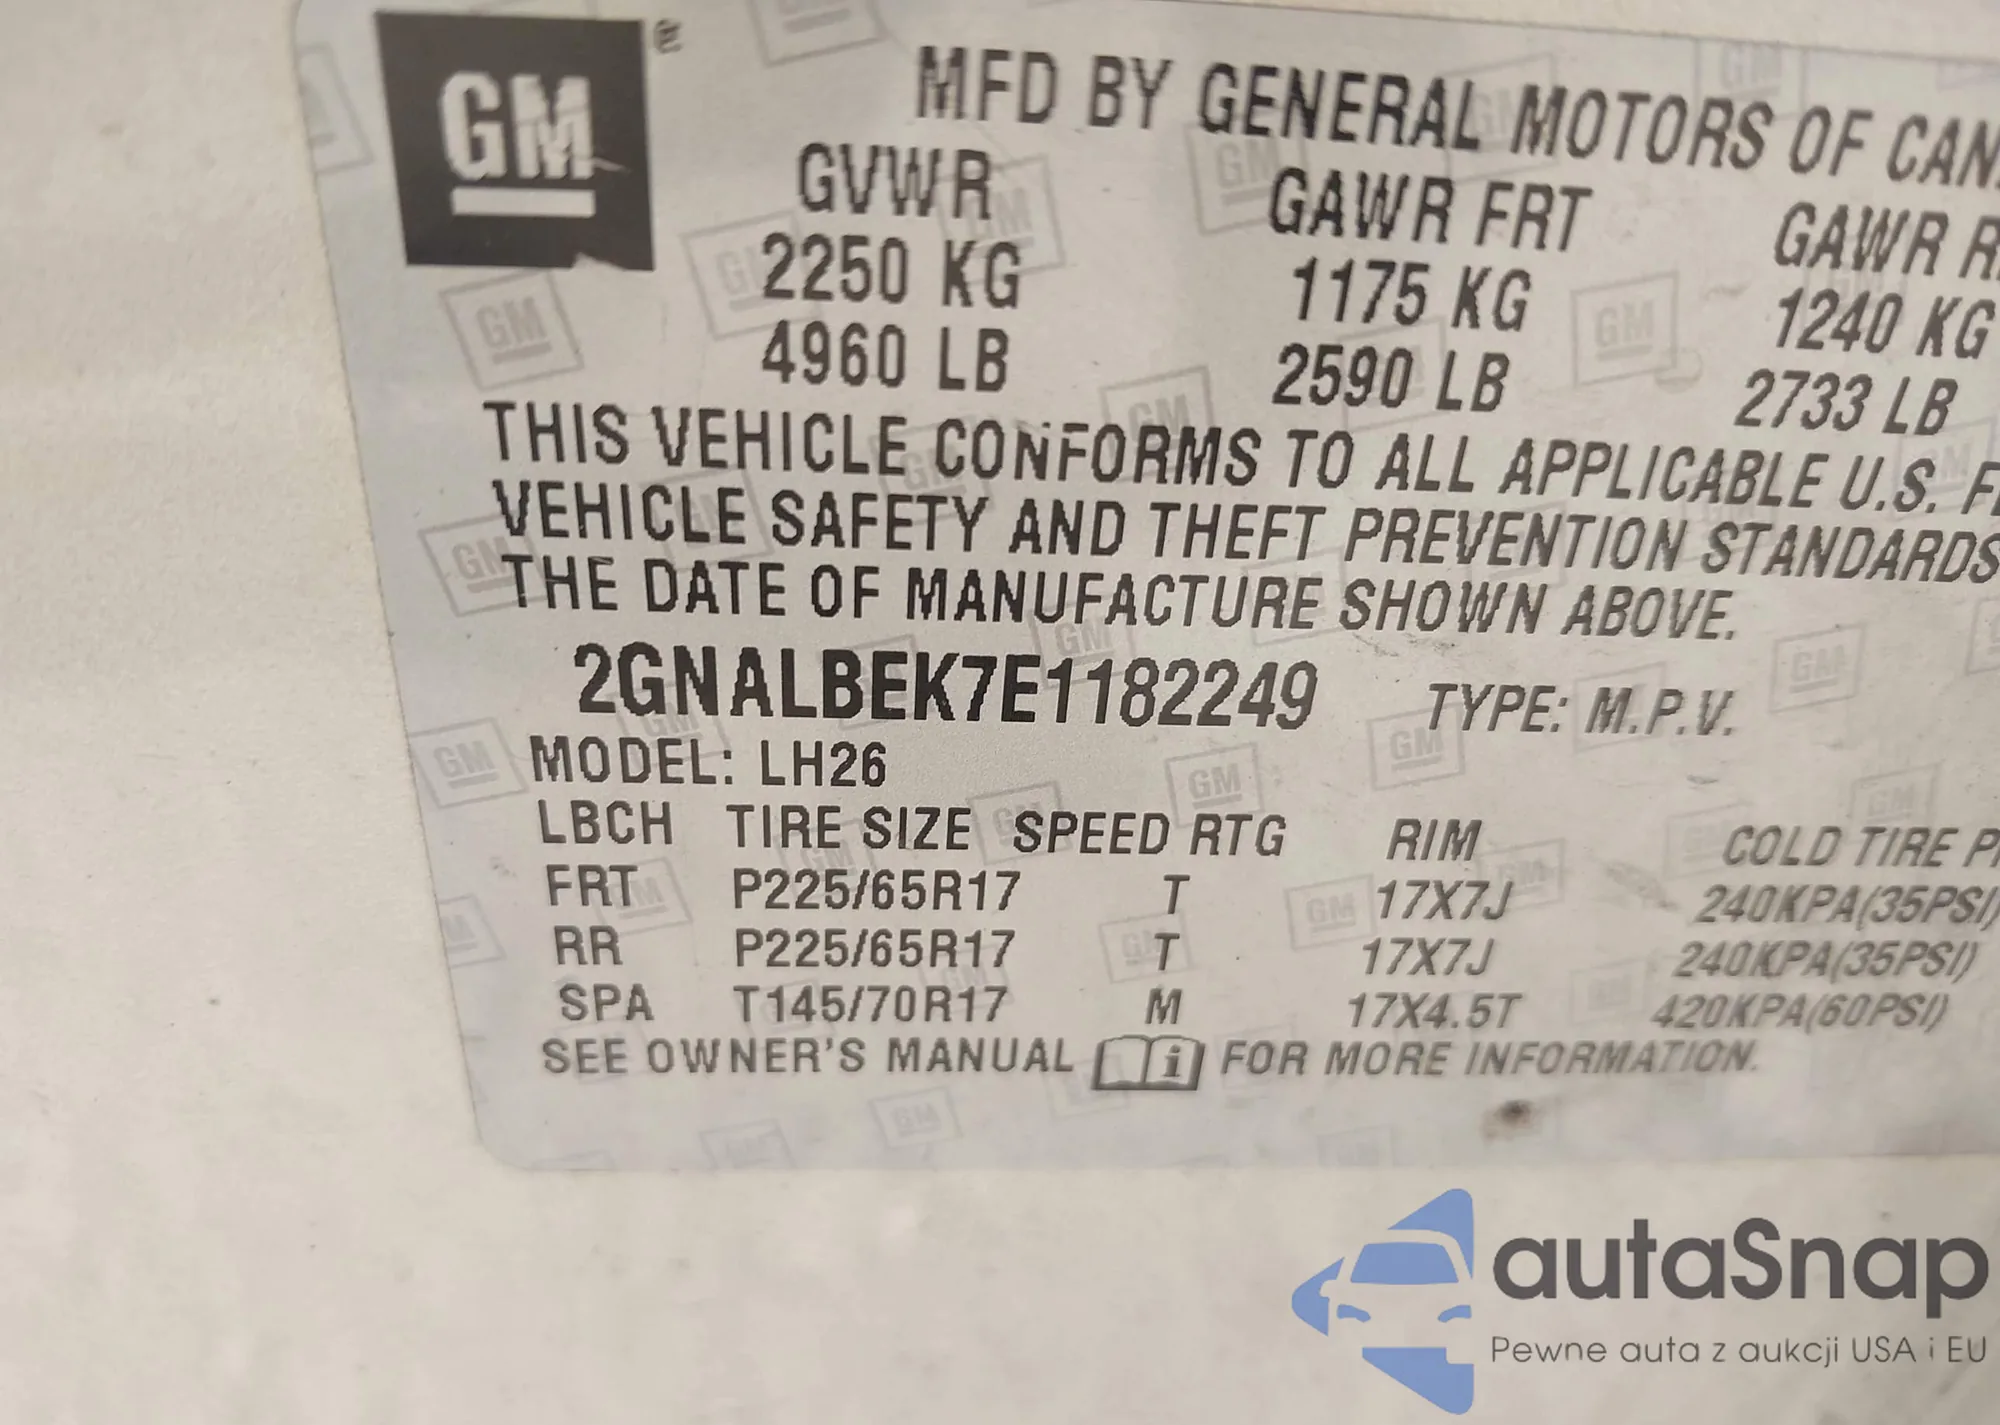 GM
MFD BY GENERAL MOTORS OF CAN
GVWR GAWR FRT GAWR R
2250 KG 1175 KG 1240 KG
4960 LB 2590 LB 2733 LB
THIS VEHICLE CONFORMS TO ALL APPLICABLE U.S. F
VEHICLE SAFETY AND THEFT PREVENTION STANDARDS
THE DATE OF MANUFACTURE SHOWN ABOVE.
2GNALBEK7E1182249 TYPE: M.P.V.
MODEL: LH26
LBCH TIRE SIZE SPEED RTG RIM COLD TIRE P
FRT P225/65R17 T 17X7J 240KPA(35PSI)
RR P225/65R17 T 17X7J 240KPA(35PSI)
SPA T145/70R17 M 17X4.5T 420KPA(60PSI)
SEE OWNER'S MANUAL i FOR MORE INFORMATION.
autaSnap
Pewne auta z aukcji USA i EU